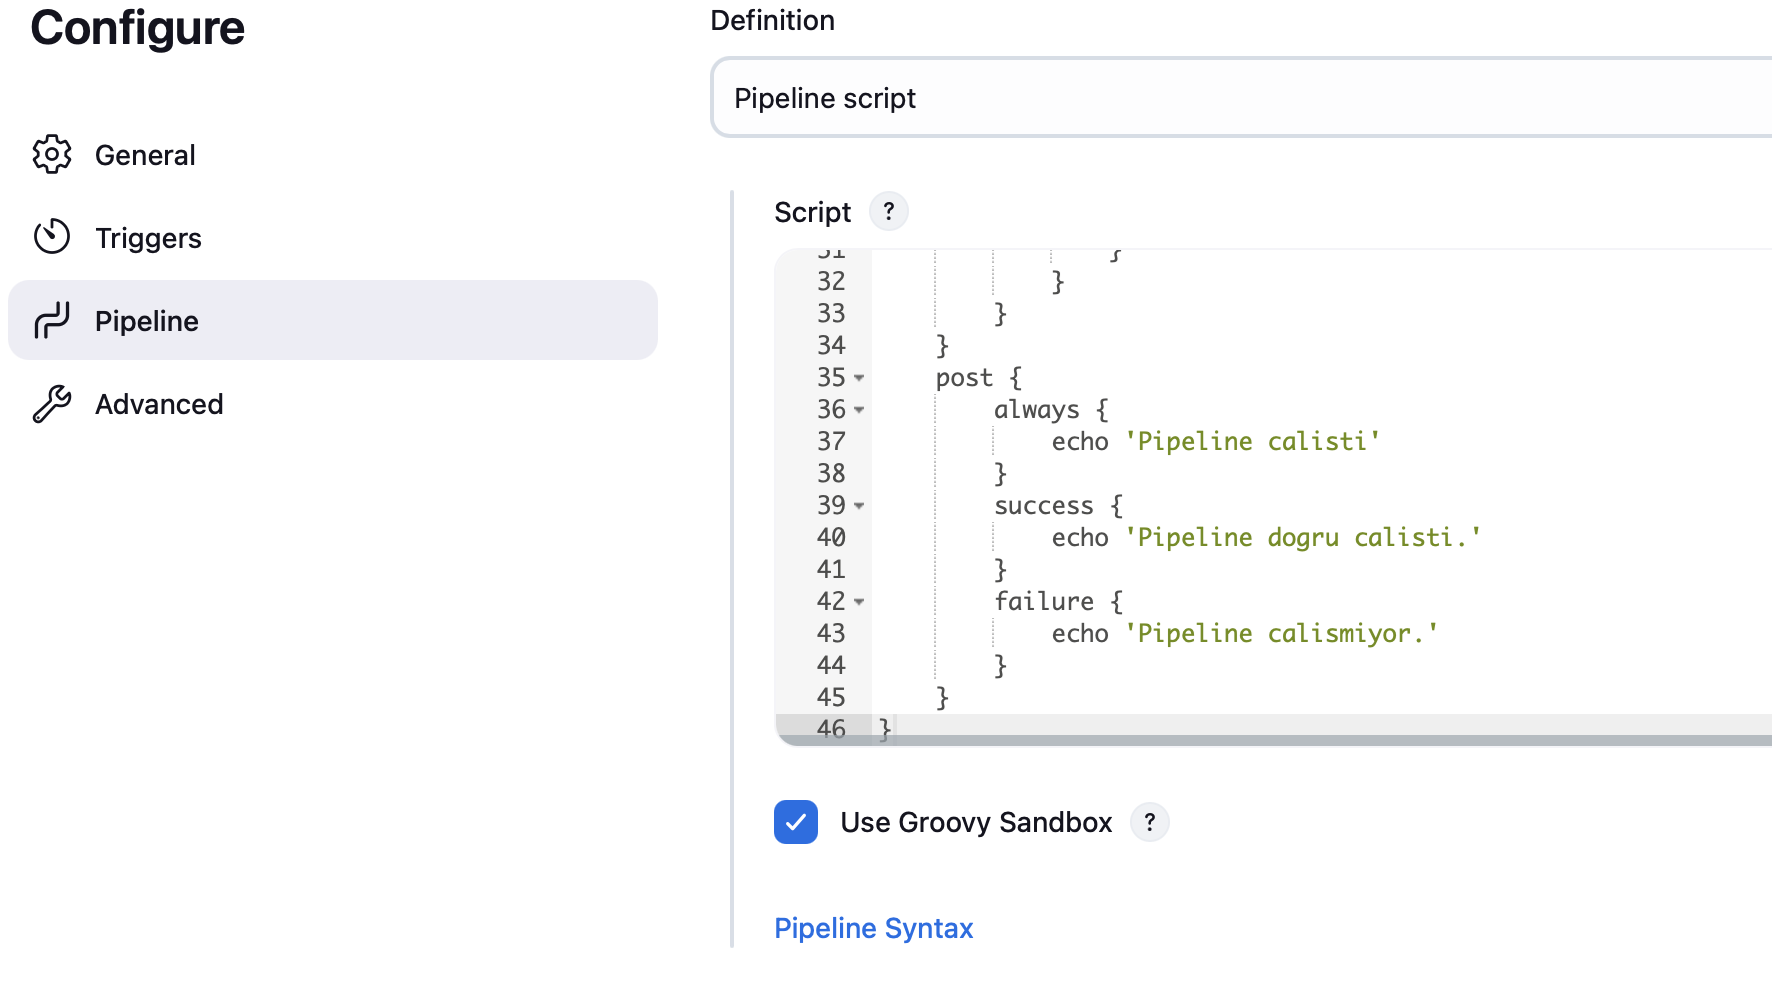 Configure
General
Triggers
Pipeline
Advanced
Definition
Pipeline script
Script ?
31 }
32 }
33 }
34 }
35 post {
36 always {
37 echo 'Pipeline calisti'
38 }
39 success {
40 echo 'Pipeline dogru calisti.'
41 }
42 failure {
43 echo 'Pipeline calismiyor.'
44 }
45 }
46 }
Use Groovy Sandbox ?
Pipeline Syntax